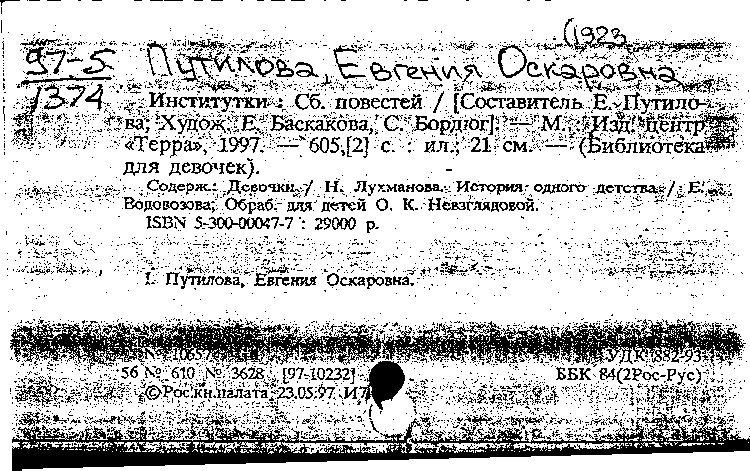 (1923
97-5 Путилова, Евгения Оскаровна
1374
Институтки : Сб. повестей / [Составитель Е. Путило-
ва; Худож. Е. Баскакова, С. Бордюг]. — М. : Изд. центр
«Терра», 1997. — 605,[2] с. : ил.; 21 см. — (Библиотека
для девочек).
Содерж.: Девочки / Н. Лухманова. История одного детства / Е.
Водовозова; Обраб. для детей О. К. Невзглядовой.
ISBN 5-300-00047-7 : 29000 р.
I. Путилова, Евгения Оскаровна.
№ 10657 УДК 882-93
56 № 610 № 3628 [97-10232] ББК 84(2Рос-Рус)
© Рос.кн.палата, 23.05.97